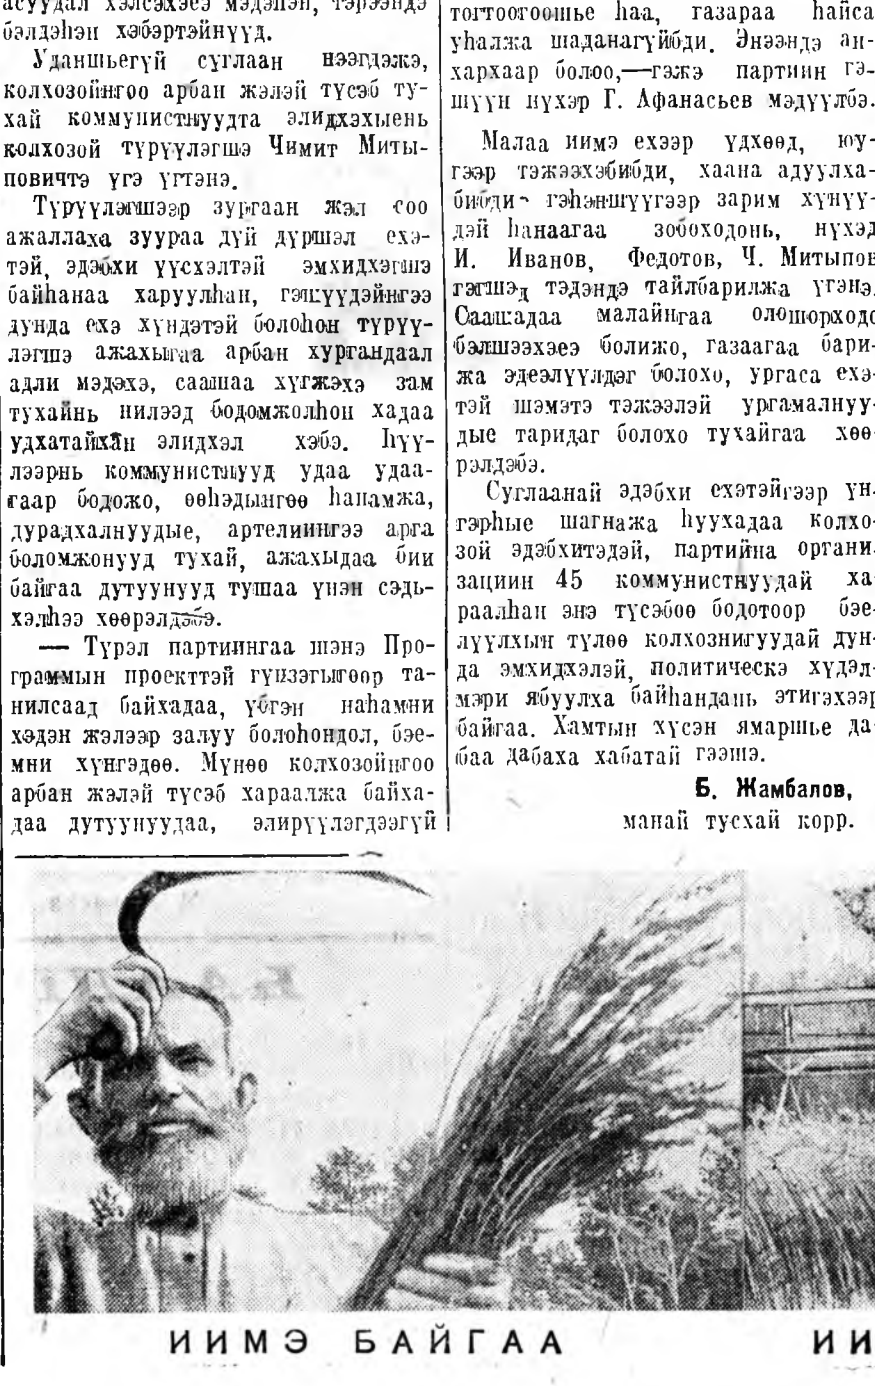 асуудал хэлсэхэеэ мэдэнэн, тэрээндэ
бэлдэһэн хэбэртэйнүүд.
Уданшьегүй суглаан нээгдэжэ,
колхозойнгоо арбан жэлэй түсэб ту-
хай коммунистнуудта элидхэхыень
колхозой түрүүлэгшэ Чимит Миты-
повичтэ үгэ үгтэнэ.
Түрүүлэгшээр зургаан жэл соо
ажаллаха зуураа дүй дүршэл ехэ-
тэй, эдэбхи үүсхэлтэй эмхидхэгшэ
байһанаа харуулһан, гэшүүдэйнгээ
дунда ехэ хүндэтэй болоһон түрүү-
лэгшэ ажахыгаа арбан хургандаал
адли мэдэхэ, саашаа хүгжэхэ зам
тухайнь нилээд бодомжолһон хадаа
удхатайхан элидхэл хэбэ. Һүү-
лээрнь коммунистнууд удаа удаа-
гаар бодожо, өөһэдынгөө һанамжа,
дурадхалнуудые, артелиингээ арга
боломжонууд тухай, ажахыдаа бии
байгаа дутуунууд тушаа үнэн сэдь-
хэлһээ хөөрэлдэбэ.
— Түрэл партиингаа шэнэ Про-
граммын проекттэй гүнзэгыгөөр та-
нилсаад байхадаа, үбгэн наһамни
хэдэн жэлээр залуу болоһондол, бэе-
мни хүнгэдөө. Мүнөө колхозойнгоо
арбан жэлэй түсэб хараалжа байха-
даа дутуунуудаа, элирүүлэгдээгүй
тогтоогоошье һаа, газараа һайса
уһалжа шаданагүйбди. Энээндэ ан-
хархаар болоо,—гэжэ партиин гэ-
шүүн нүхэр Г. Афанасьев мэдүүлбэ.
Малаа иимэ ехээр үдхөөд, юу-
гээр тэжээхэбибди, хаана адуулха-
бибди- гэһэншүүгээр зарим хүнүү-
дэй һанаагаа зобоходонь, нүхэд
И. Иванов, Федотов, Ч. Митыпов
гэгшэд тэдэндэ тайлбарилжа үгэнэ.
Саашадаа малайнгаа олошорходо
бэлшээхэеэ болижо, газаагаа бари-
жа эдеэлүүлдэг болохо, ургаса ехэ-
тэй шэмэтэ тэжээлэй ургамалнуу-
дые таридаг болохо тухайгаа хөө-
рэлдэбэ.
Суглаанай эдэбхи ехэтэйгээр үн-
гэрһые шагнажа һуухадаа колхо-
зой эдэбхитэдэй, партийна органи-
зациин 45 коммунистнуудай ха-
раалһан энэ түсэбөө бодотоор бэе-
лүүлхын түлөө колхознигуудай дун-
да эмхидхэлэй, политическэ хүдэл-
мэри ябуулха байһандань этигэхээр
байгаа. Хамтын хүсэн ямаршье да-
баа дабаха хабатай гээшэ.
Б. Жамбалов,
манай тусхай корр.
ИИМЭ БАЙГАА
ИИ